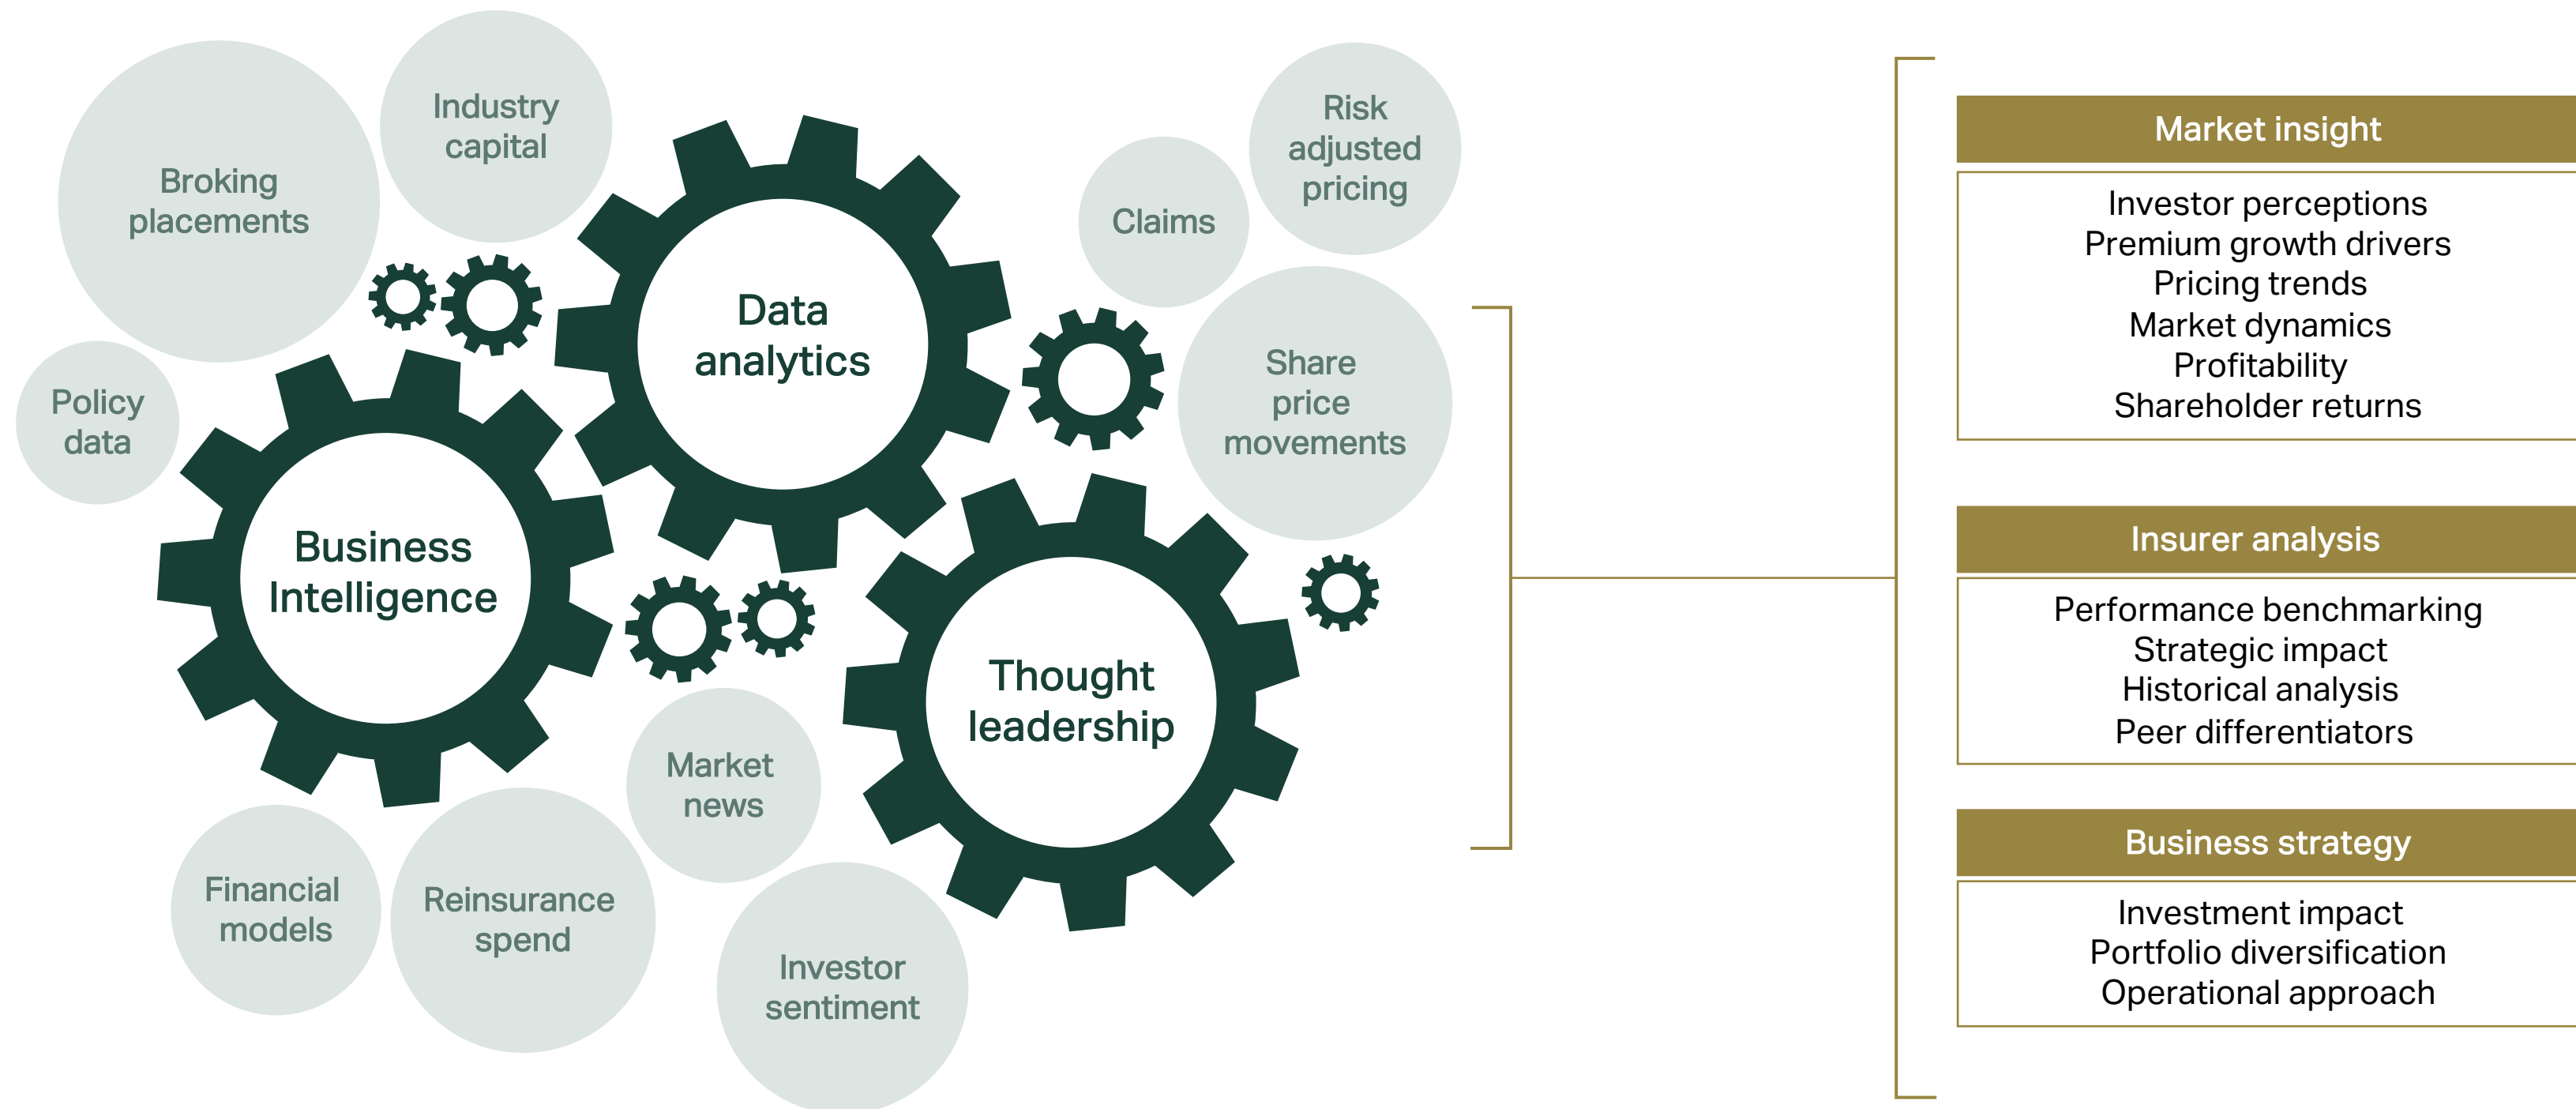 Broking
placements
Industry
capital
Policy
data
Data
analytics
Claims
Risk
adjusted
pricing
Share
price
movements
Business
Intelligence
Thought
leadership
Market
news
Financial
models
Reinsurance
spend
Investor
sentiment
Market insight
Investor perceptions
Premium growth drivers
Pricing trends
Market dynamics
Profitability
Shareholder returns
Insurer analysis
Performance benchmarking
Strategic impact
Historical analysis
Peer differentiators
Business strategy
Investment impact
Portfolio diversification
Operational approach